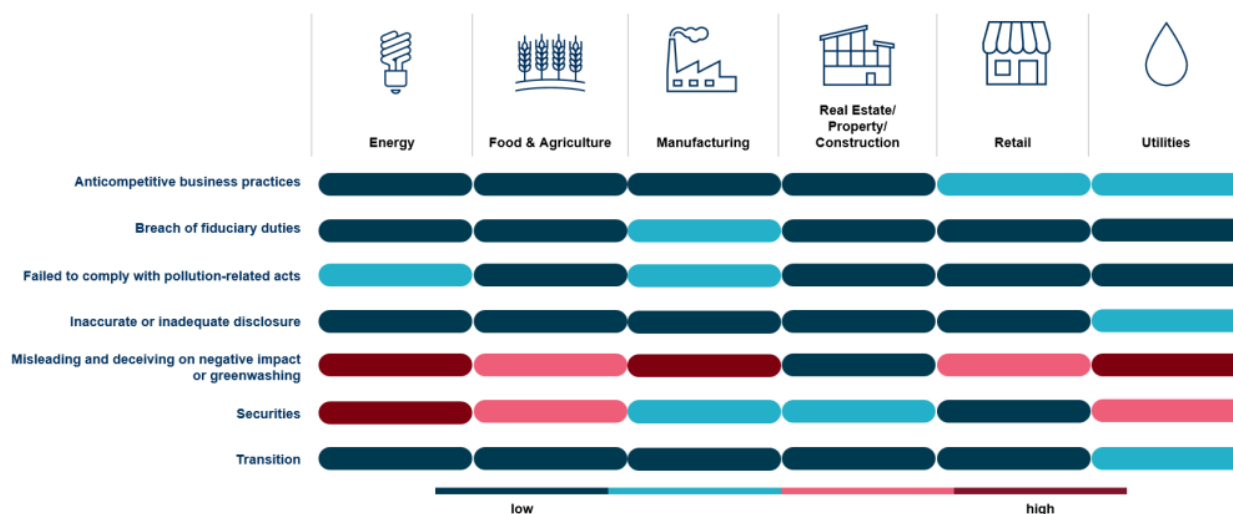 Energy
Food & Agriculture
Manufacturing
Real Estate/
Property/
Construction
Retail
Utilities
Anticompetitive business practices
Breach of fiduciary duties
Failed to comply with pollution-related acts
Inaccurate or inadequate disclosure
Misleading and deceiving on negative impact
or greenwashing
Securities
Transition
low
high